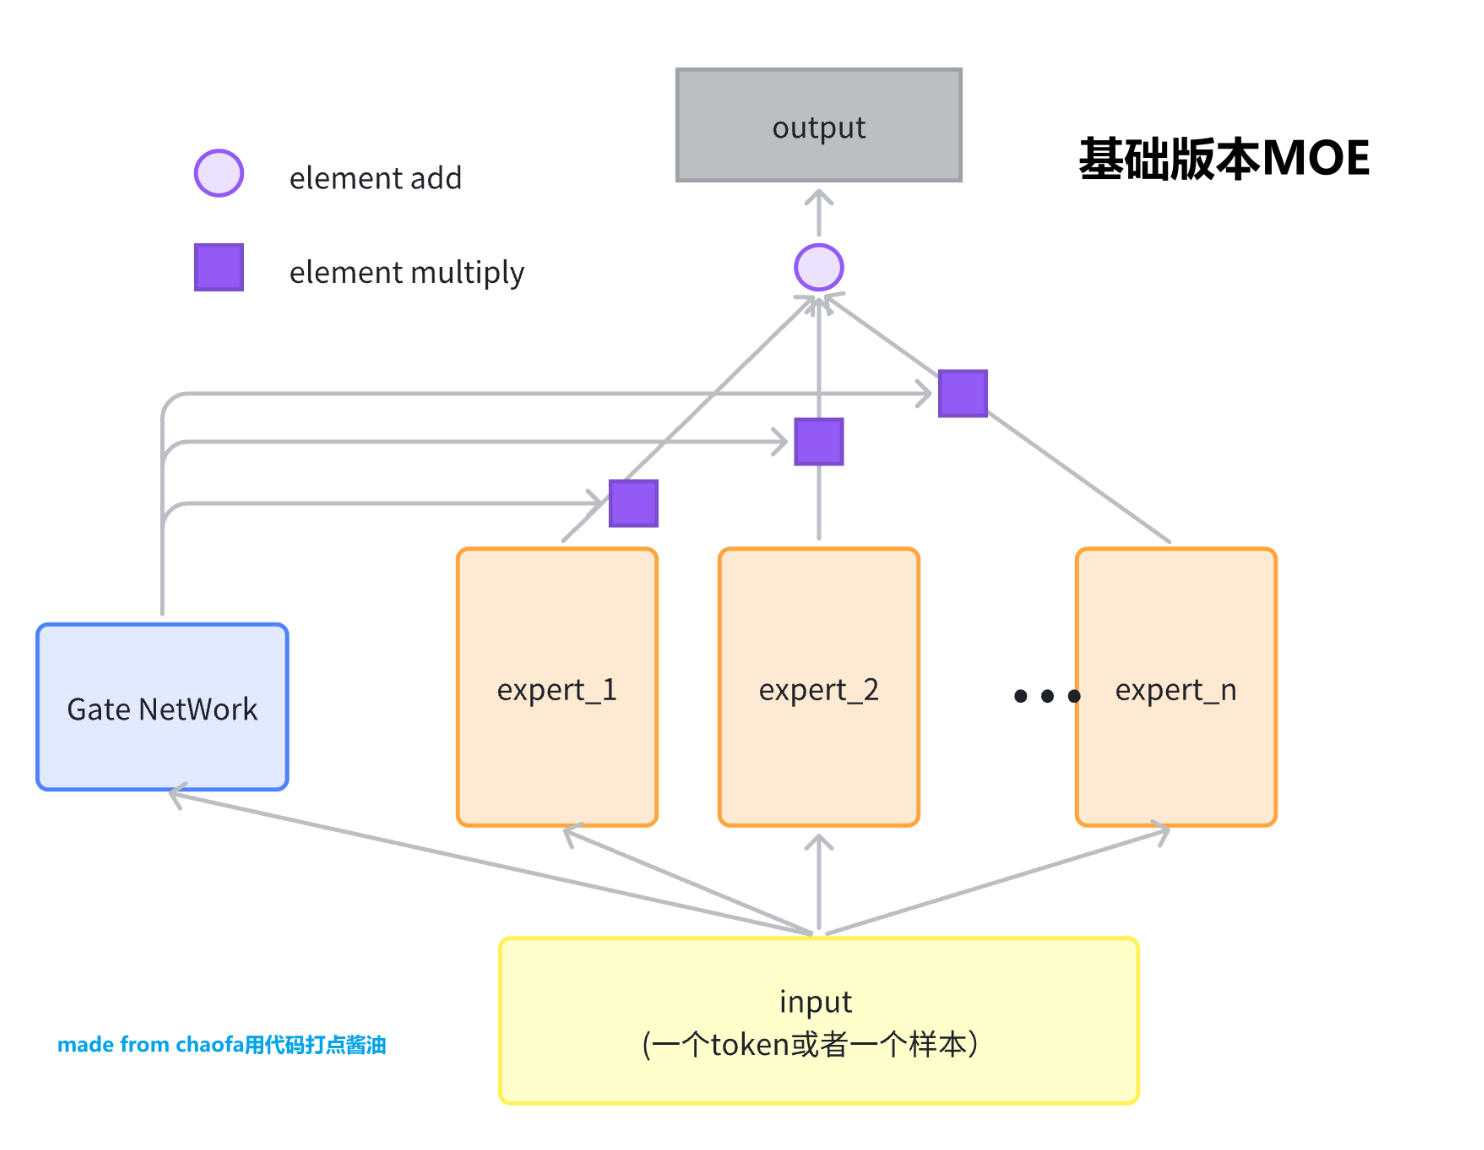 output
基础版本MOE
element add
element multiply
Gate NetWork
expert_1
expert_2
•••
expert_n
input
(一个token或者一个样本）
made from chaofa用代码打点酱油